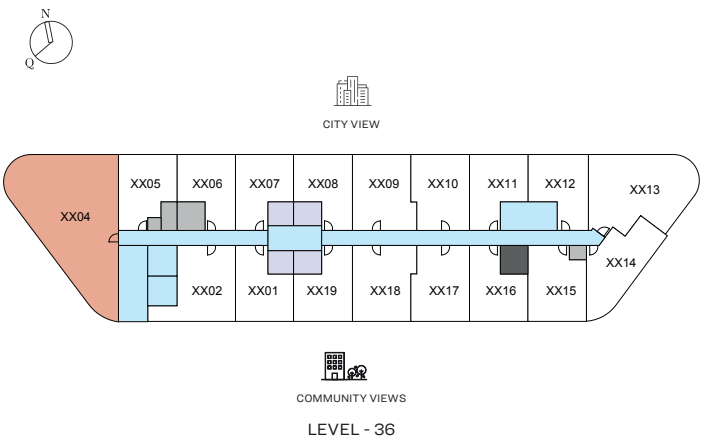 N
Q
CITY VIEW
XX05 XX06 XX07 XX08 XX09 XX10 XX11 XX12 XX13
XX04
XX14
XX02 XX01 XX19 XX18 XX17 XX16 XX15
COMMUNITY VIEWS
LEVEL - 36